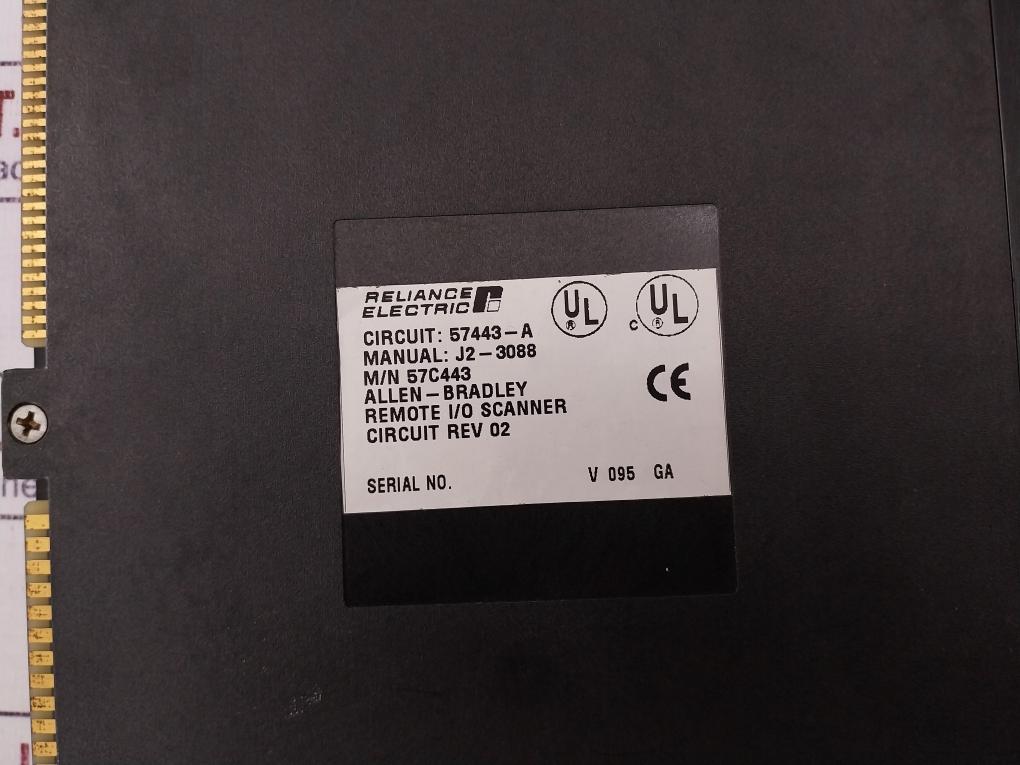 RELIANCE
ELECTRIC
UL
®
C UL
®
CIRCUIT: 57443-A
MANUAL: J2-3088
M/N 57C443
ALLEN-BRADLEY
REMOTE I/O SCANNER
CIRCUIT REV 02
CE
SERIAL NO. V 095 GA